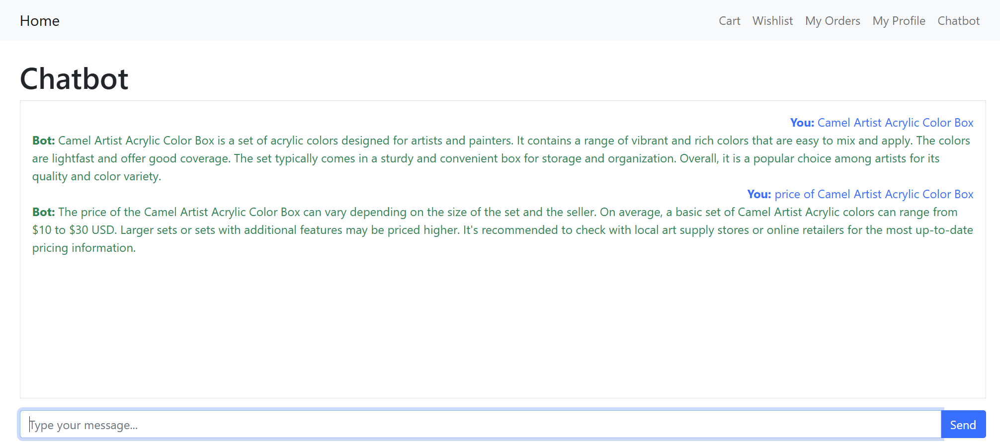 Home
Cart Wishlist My Orders My Profile Chatbot
Chatbot
You: Camel Artist Acrylic Color Box
Bot: Camel Artist Acrylic Color Box is a set of acrylic colors designed for artists and painters. It contains a range of vibrant and rich colors that are easy to mix and apply. The colors
are lightfast and offer good coverage. The set typically comes in a sturdy and convenient box for storage and organization. Overall, it is a popular choice among artists for its
quality and color variety.
You: price of Camel Artist Acrylic Color Box
Bot: The price of the Camel Artist Acrylic Color Box can vary depending on the size of the set and the seller. On average, a basic set of Camel Artist Acrylic colors can range from
$10 to $30 USD. Larger sets or sets with additional features may be priced higher. It's recommended to check with local art supply stores or online retailers for the most up-to-date
pricing information.
Type your message...
Send